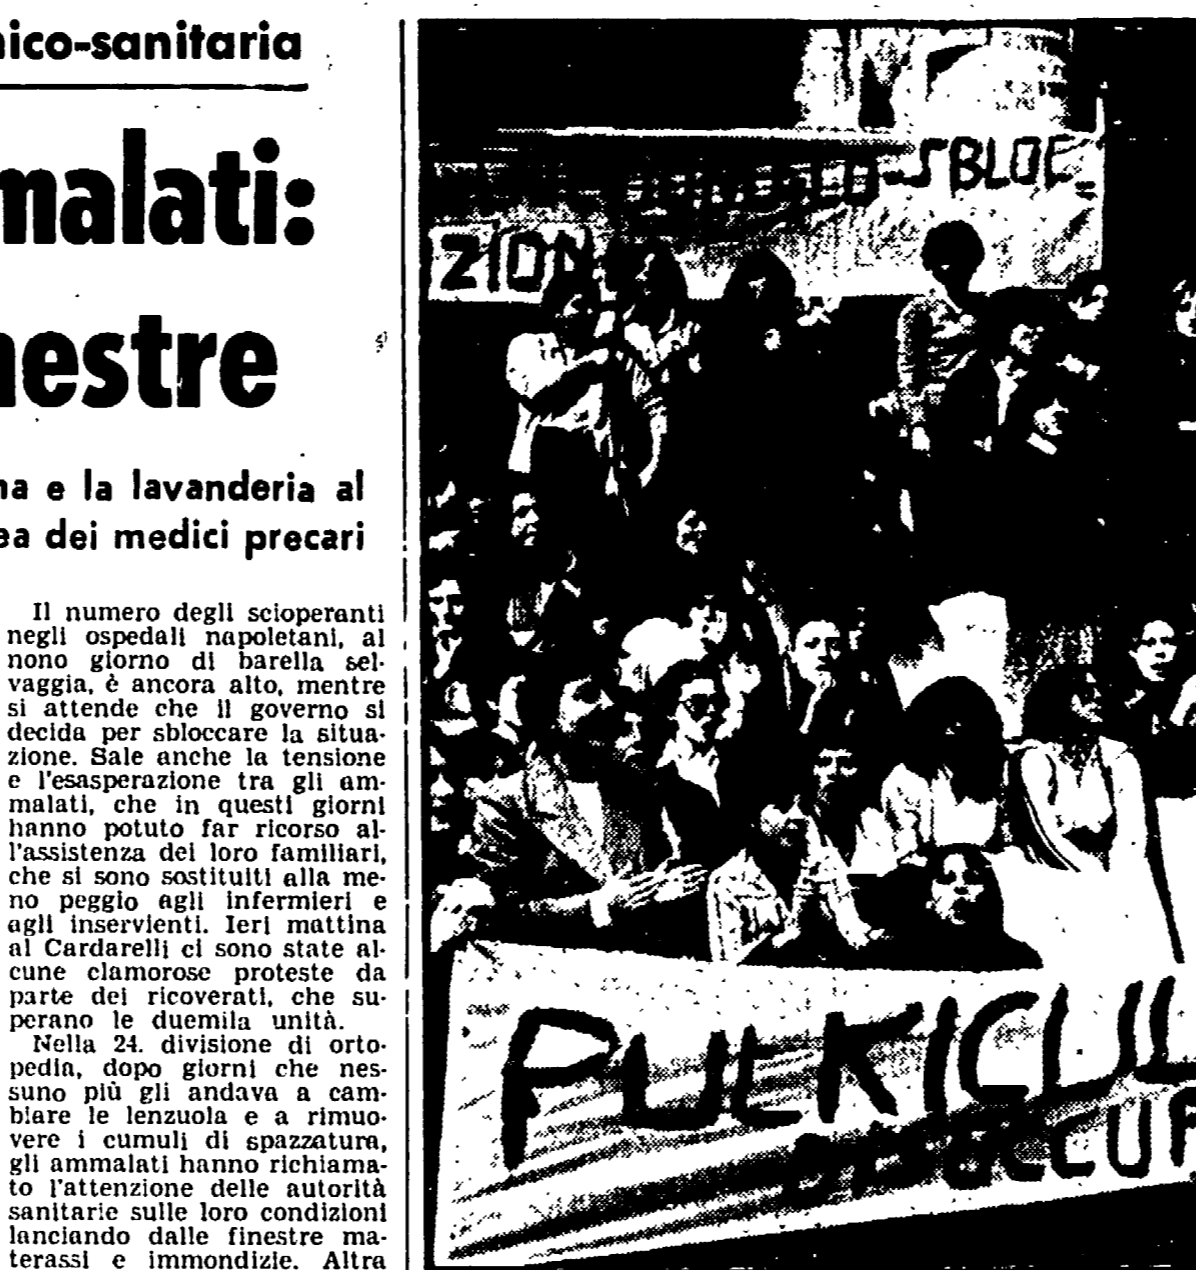 ico-sanitaria
malati:
nestre
na e la lavanderia al
ea dei medici precari
Il numero degli scioperanti
negli ospedali napoletani, al
nono giorno di barella sel-
vaggia, è ancora alto, mentre
si attende che il governo si
decida per sbloccare la situa-
zione. Sale anche la tensione
e l'esasperazione tra gli am-
malati, che in questi giorni
hanno potuto far ricorso al-
l'assistenza dei loro familiari,
che si sono sostituiti alla me-
no peggio agli infermieri e
agli inservienti. Ieri mattina
al Cardarelli ci sono state al-
cune clamorose proteste da
parte dei ricoverati, che su-
perano le duemila unità.
Nella 24. divisione di orto-
pedia, dopo giorni che nes-
suno più gli andava a cam-
biare le lenzuola e a rimuo-
vere i cumuli di spazzatura,
gli ammalati hanno richiama-
to l'attenzione delle autorità
sanitarie sulle loro condizioni
lanciando dalle finestre ma-
terassi e immondizie. Altra
SBLOC
ZION
PULKICUL
DISOCCUP